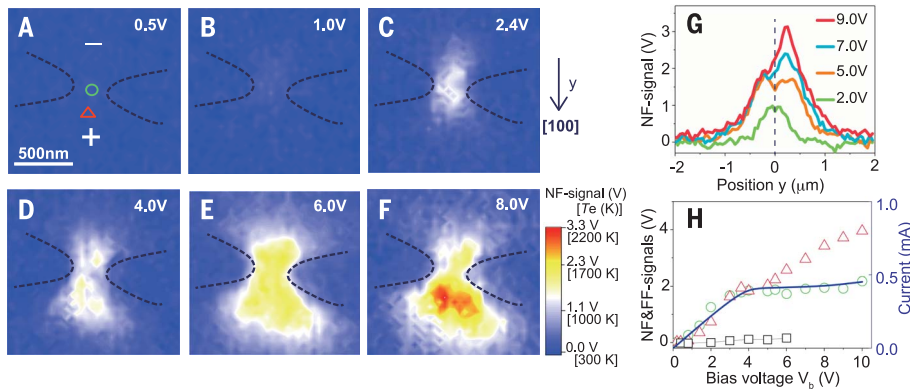 A 0.5V
−
+
500nm
B 1.0V
C 2.4V
y
[100]
D 4.0V
E 6.0V
F 8.0V
NF-signal (V)
[Te (K)]
3.3 V
[2200 K]
2.3 V
[1700 K]
1.1 V
[1000 K]
0.0 V
[300 K]
G
NF-signal (V)
3
2
1
0
9.0V
7.0V
5.0V
2.0V
-2 -1 0 1 2
Position y (μm)
H
NF&FF-signals (V)
4
2
0
1.0
0.5
0.0
Current (mA)
0 2 4 6 8 10
Bias voltage Vb (V)